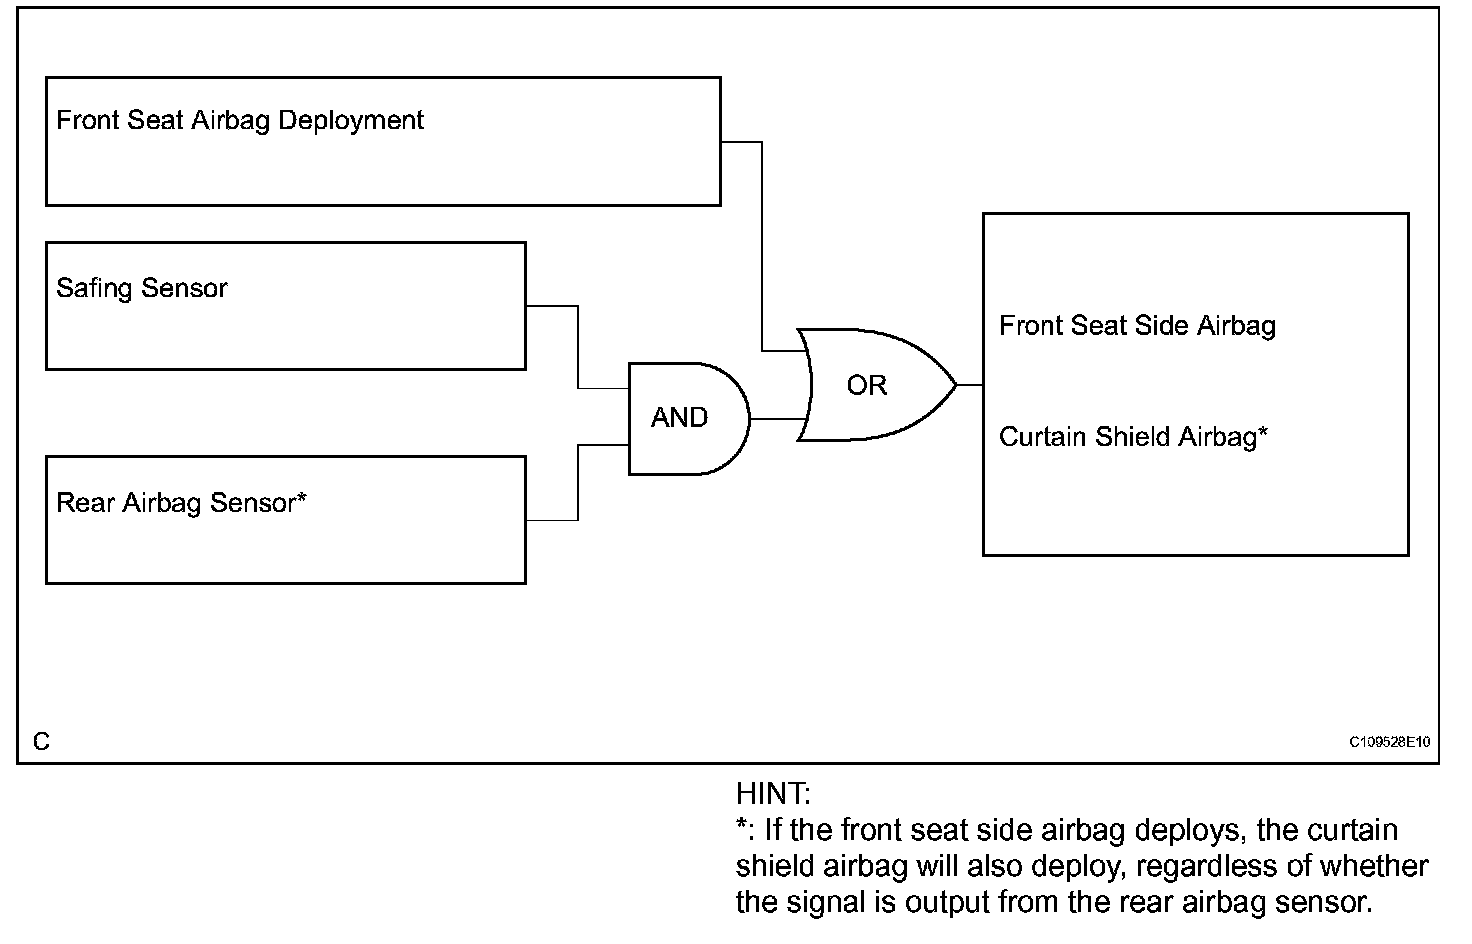 Front Seat Airbag Deployment
Safing Sensor
Rear Airbag Sensor*
AND
OR
Front Seat Side Airbag
Curtain Shield Airbag*
C
C109528E10
HINT:
*: If the front seat side airbag deploys, the curtain
shield airbag will also deploy, regardless of whether
the signal is output from the rear airbag sensor.